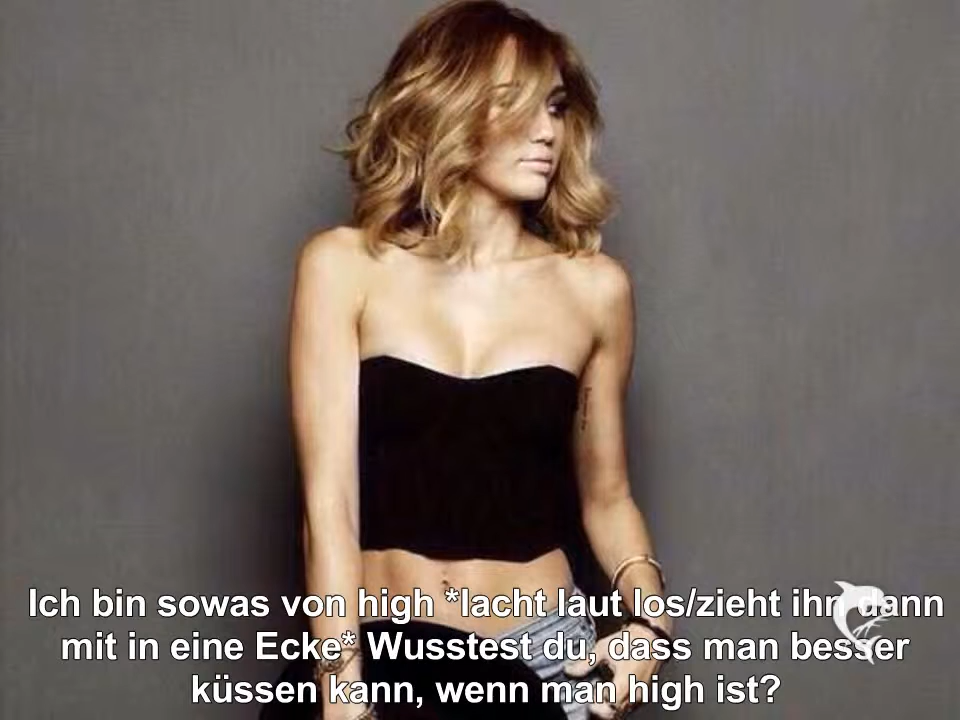 Ich bin sowas von high *lacht laut los/zieht ihn dann
mit in eine Ecke* Wusstest du, dass man besser
küssen kann, wenn man high ist?